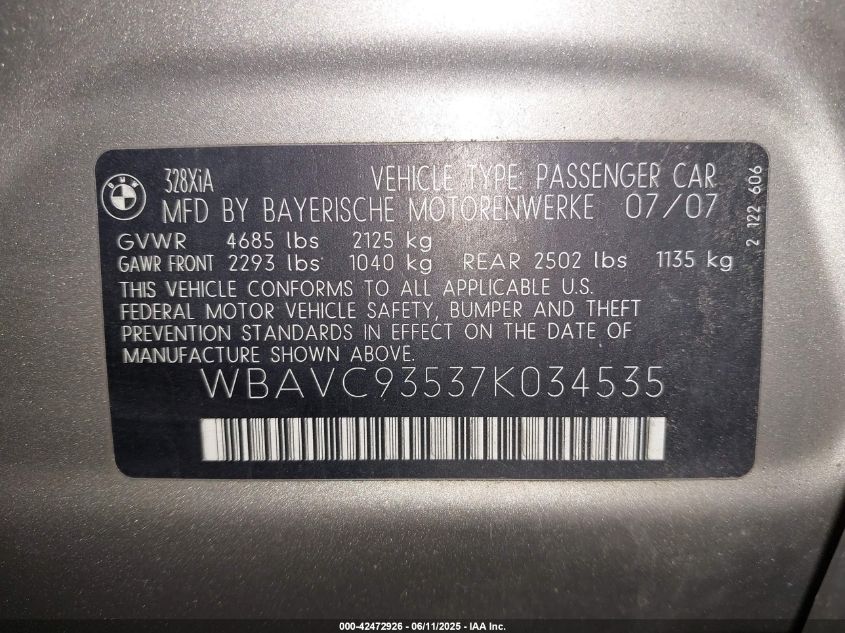 BMW
328XiA VEHICLE TYPE: PASSENGER CAR
MFD BY BAYERISCHE MOTORENWERKE 07/07
GVWR 4685 lbs 2125 kg
GAWR FRONT 2293 lbs 1040 kg REAR 2502 lbs 1135 kg
THIS VEHICLE CONFORMS TO ALL APPLICABLE U.S.
FEDERAL MOTOR VEHICLE SAFETY, BUMPER AND THEFT
PREVENTION STANDARDS IN EFFECT ON THE DATE OF
MANUFACTURE SHOWN ABOVE.
WBAVC93537K034535
2 122 606
000-42472926 - 06/11/2025 - IAA Inc.